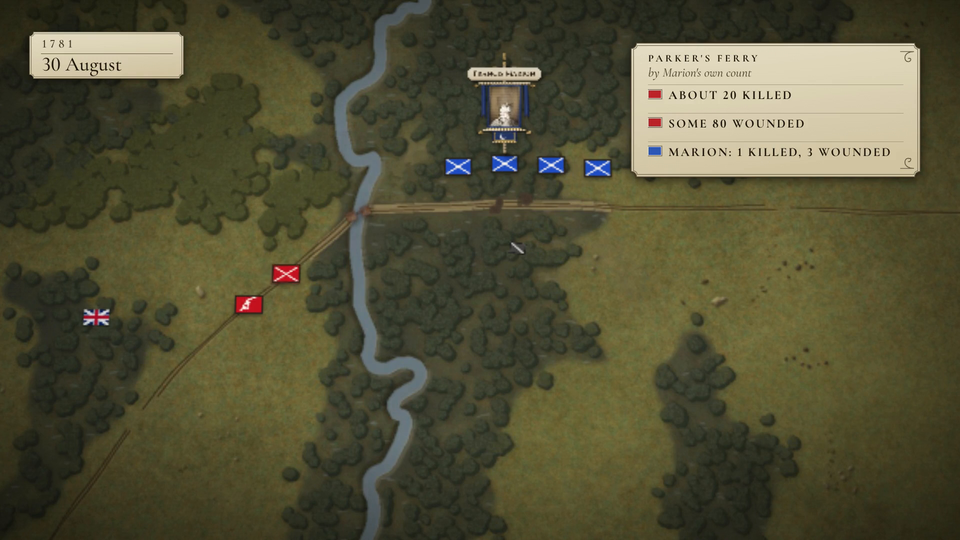 1781
30 August
PARKER'S FERRY
by Marion's own count
ABOUT 20 KILLED
SOME 80 WOUNDED
MARION: 1 KILLED, 3 WOUNDED